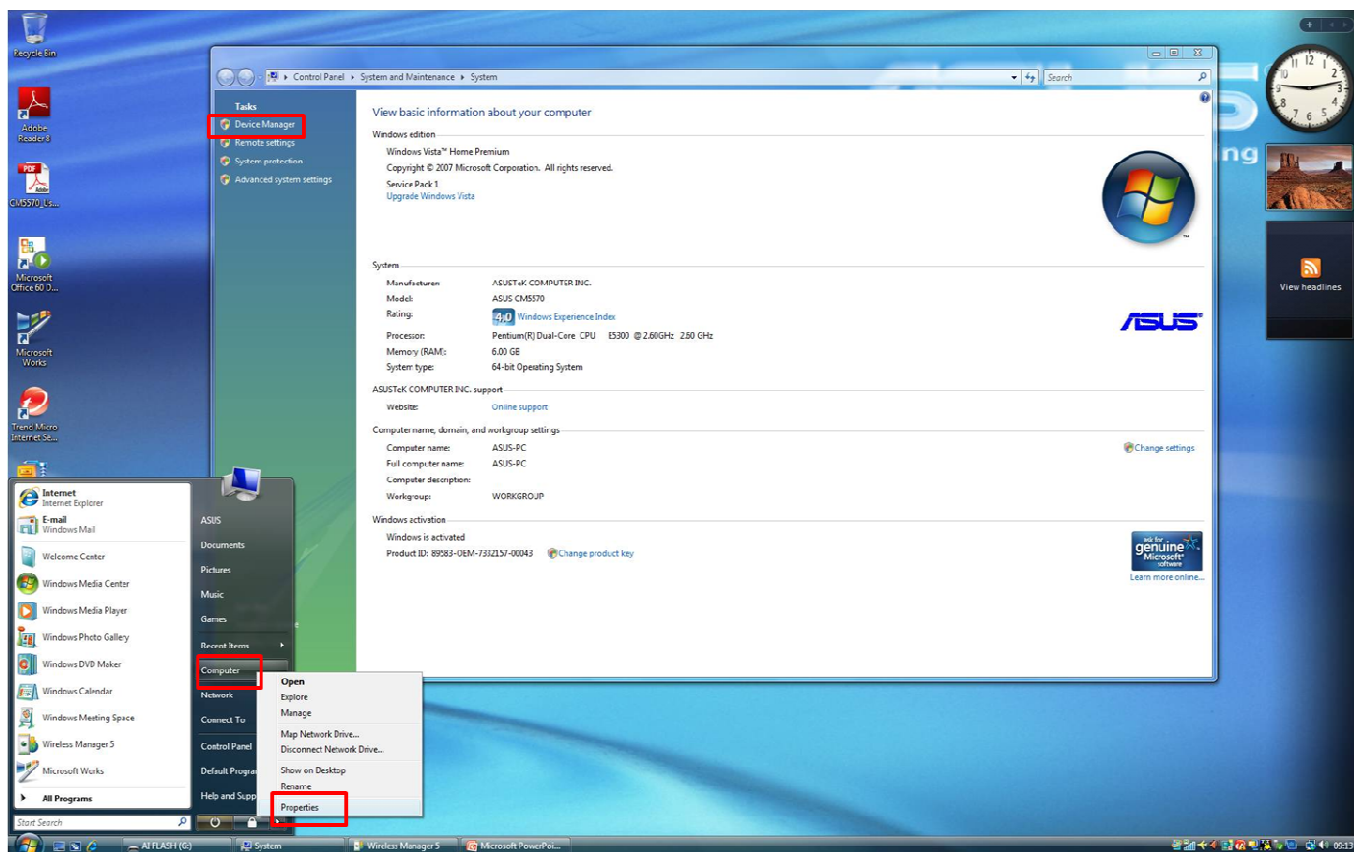 Recycle Bin
Adobe
Reader 8
CM5570_Us...
Microsoft
Office 60 D...
Microsoft
Works
Trend Micro
Internet Se...
Control Panel
System and Maintenance
System
Search
Tasks
Device Manager
Remote settings
System protection
Advanced system settings
View basic information about your computer
Windows edition
Windows Vista™ Home Premium
Copyright © 2007 Microsoft Corporation. All rights reserved.
Service Pack 1
Upgrade Windows Vista
System
Manufacturer: ASUSTeK COMPUTER INC.
Model: ASUS CM5570
Rating: 4,0 Windows Experience Index
Processor: Pentium(R) Dual-Core CPU E5300 @ 2.60GHz 2.60 GHz
Memory (RAM): 6.00 GB
System type: 64-bit Operating System
ASUSTeK COMPUTER INC. support
Website: Online support
Computer name, domain, and workgroup settings
Computer name: ASUS-PC
Change settings
Full computer name: ASUS-PC
Computer description:
Workgroup: WORKGROUP
Windows activation
Windows is activated
Product ID: 89583-OEM-7332157-00043 Change product key
ASUS
ask for
genuine
Microsoft
software
Learn more online...
ng
12
View headlines
Internet
Internet Explorer
E-mail
Windows Mail
Welcome Center
Windows Media Center
Windows Media Player
Windows Photo Gallery
Windows DVD Maker
Windows Calendar
Windows Meeting Space
Wireless Manager 5
Microsoft Works
All Programs
Start Search
ASUS
Documents
Pictures
Music
Games
Recent Items
Computer
Network
Connect To
Control Panel
Default Progra
Help and Supp
Open
Explore
Manage
Map Network Drive...
Disconnect Network Drive...
Show on Desktop
Rename
Properties
AI FLASH (G:)
System
Wireless Manager 5
Microsoft PowerPoi...
05:13